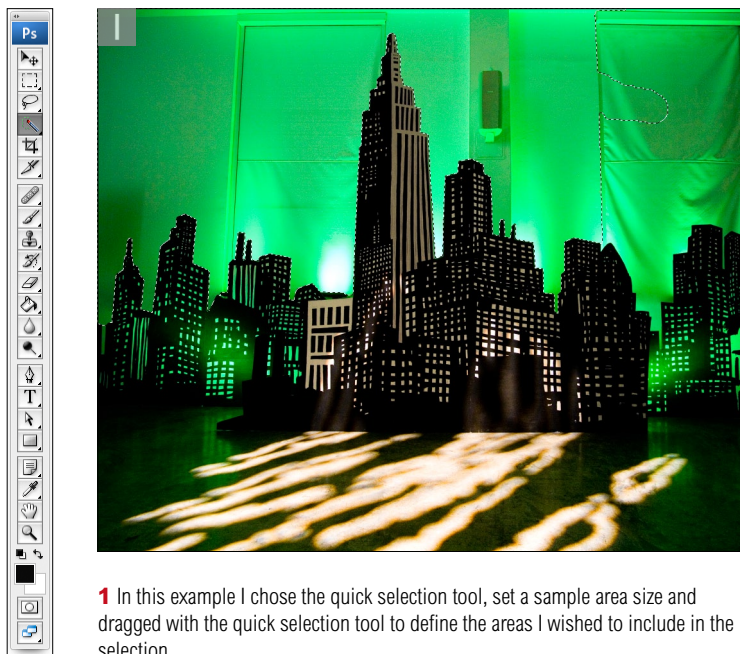 Ps
1
T
1 In this example I chose the quick selection tool, set a sample area size and
dragged with the quick selection tool to define the areas I wished to include in the
selection